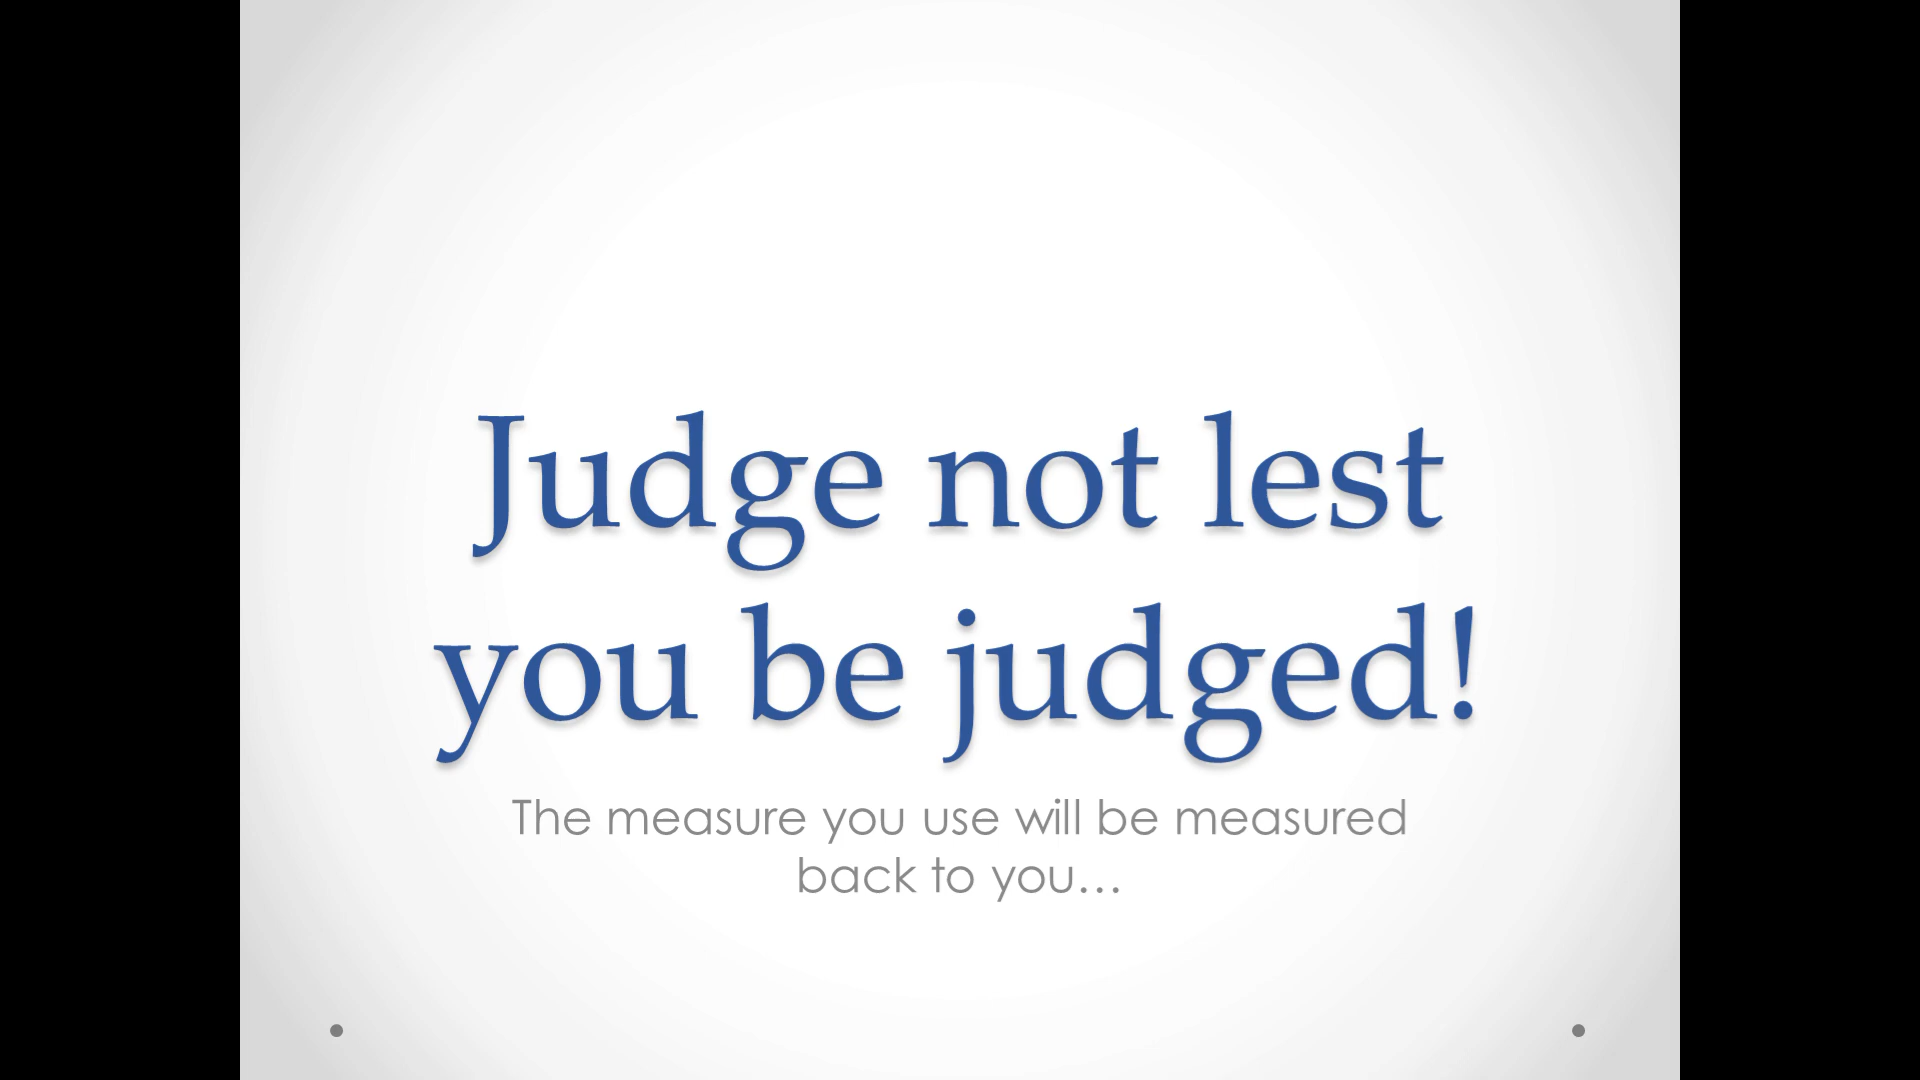 Judge not lest
you be judged!
The measure you use will be measured
back to you…